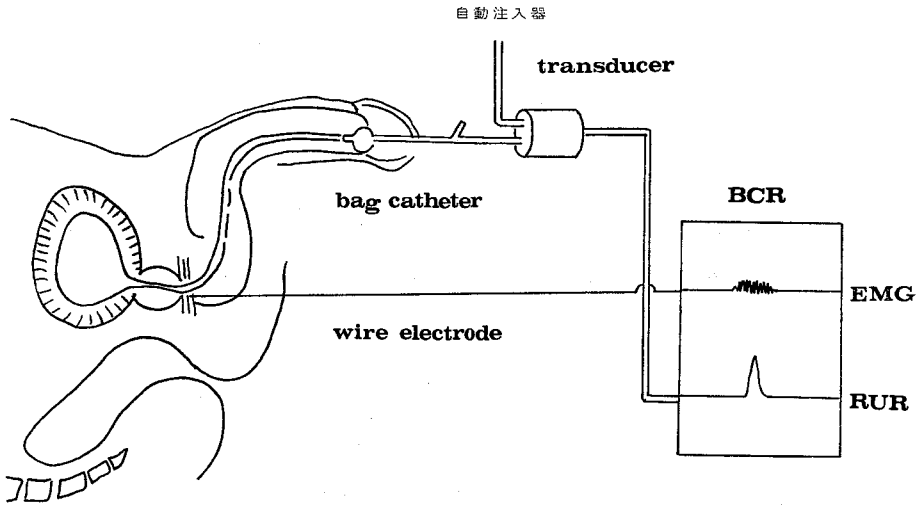 自動注入器
transducer
bag catheter
BCR
EMG
wire electrode
RUR